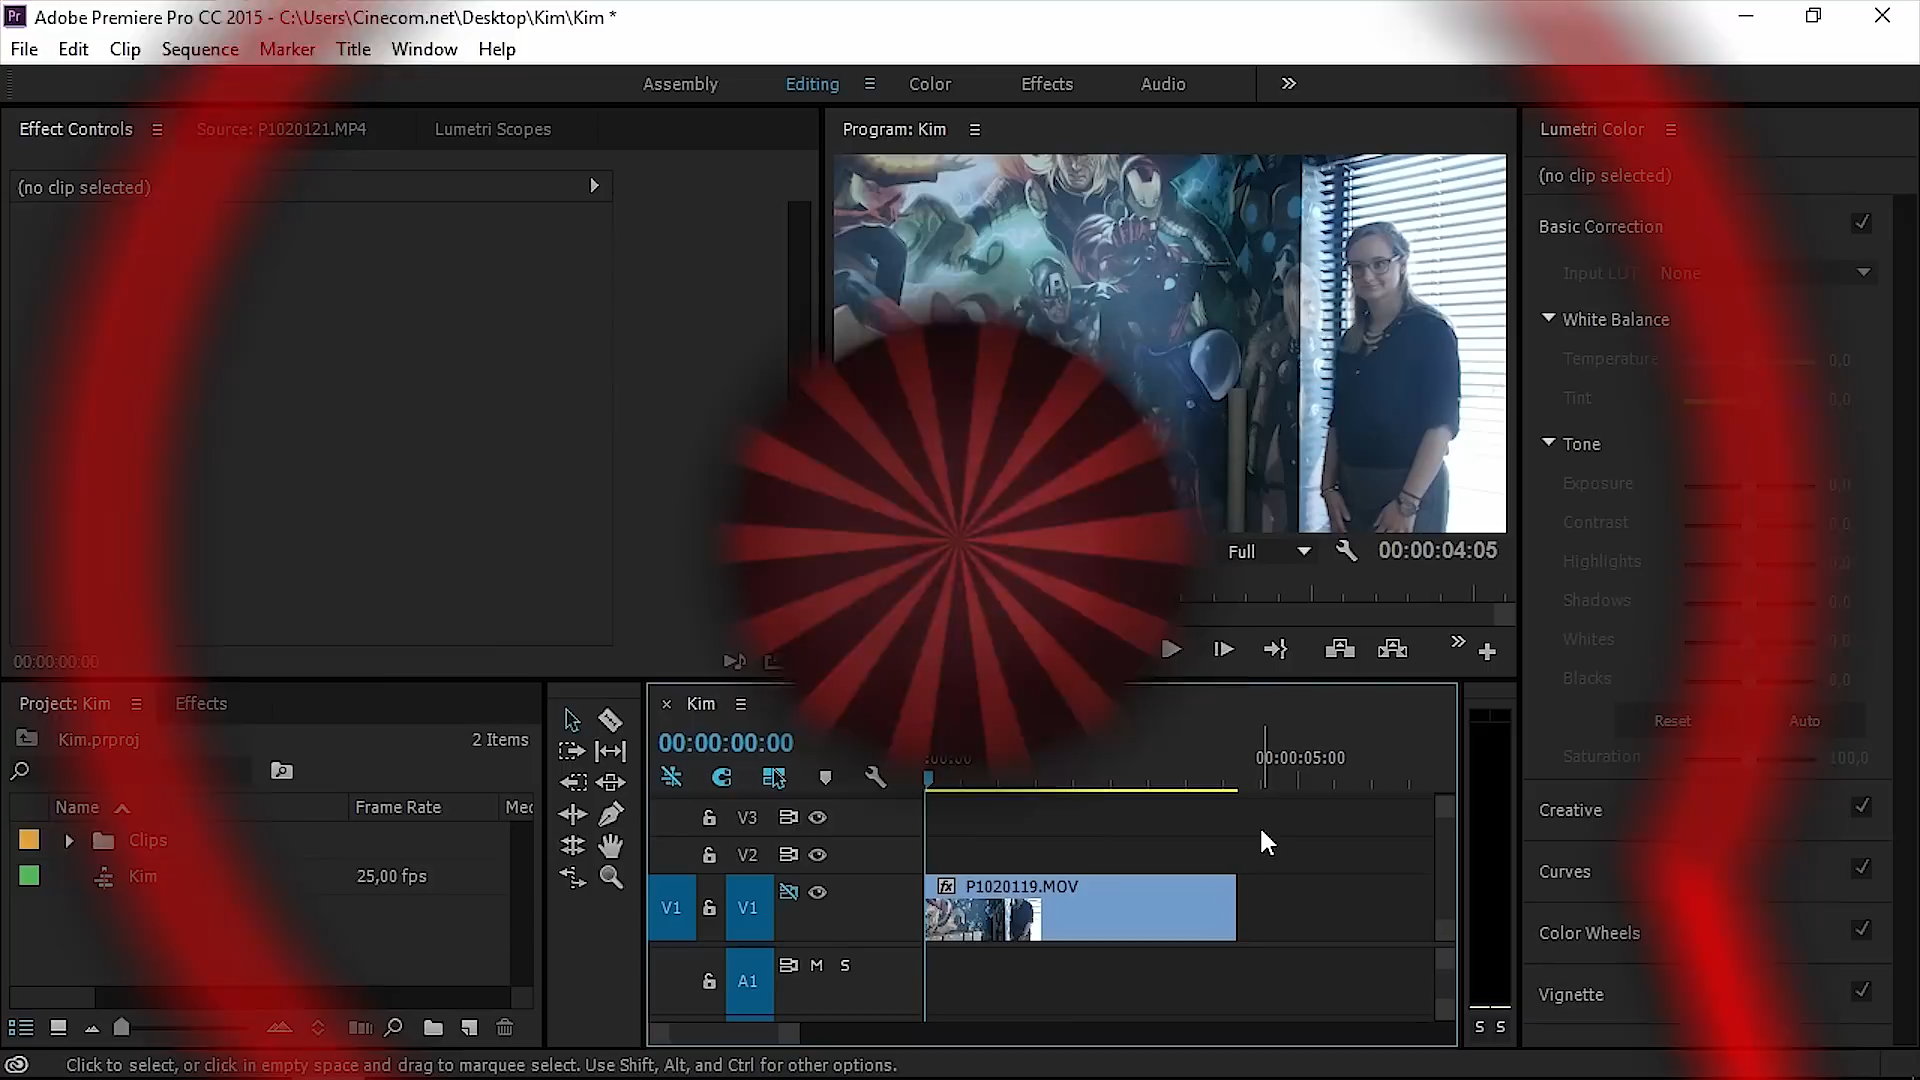 Pr Adobe Premiere Pro CC 2015 - C:\Users\Cinecom.net\Desktop\Kim\Kim *
File Edit Clip Sequence Marker Title Window Help
Assembly Editing Color Effects Audio
Effect Controls Source: P1020121.MP4 Lumetri Scopes
(no clip selected)
00:00:00:00
Program: Kim
Full 00:00:04:05
Lumetri Color
(no clip selected)
Basic Correction
Input LUT None
White Balance
Temperature 0,0
Tint 0,0
Tone
Exposure 0,0
Contrast 0,0
Highlights 0,0
Shadows 0,0
Whites 0,0
Blacks 0,0
Reset Auto
Saturation 100,0
Creative
Curves
Color Wheels
Vignette
Project: Kim Effects
Kim.prproj 2 Items
Name Frame Rate Mec
Clips
Kim 25,00 fps
Kim
00:00:00:00
:00:00 00:00:05:00
V3
V2
V1 V1 fx P1020119.MOV
A1 M S
S S
Click to select, or click in empty space and drag to marquee select. Use Shift, Alt, and Ctrl for other options.